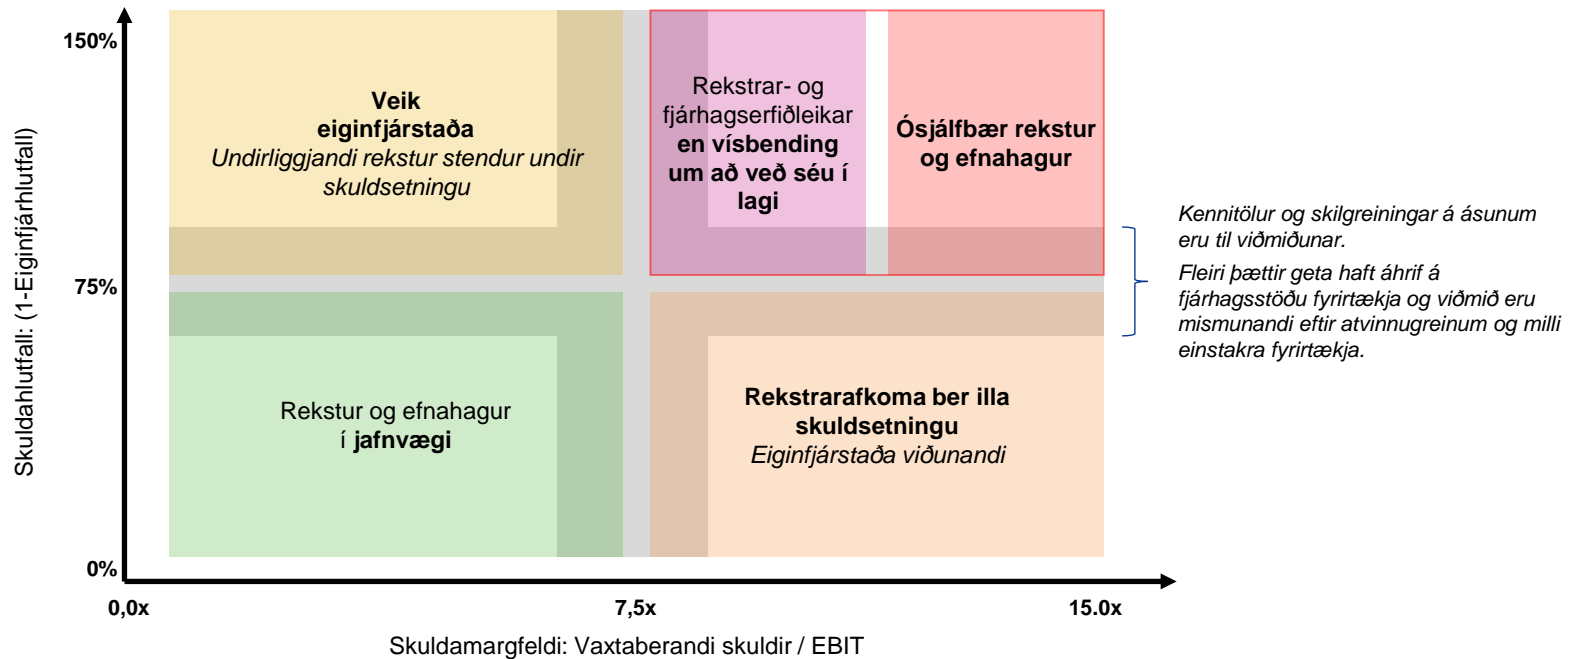 150%
75%
0%
Skuldahlutfall: (1-Eiginfjárhlutfall)
Veik
eiginfjárstaða
Undirliggjandi rekstur stendur undir
skuldsetningu
Rekstrar- og
fjárhagserfiðleikar
en vísbending
um að veð séu í
lagi
Ósjálfbær rekstur
og efnahagur
Rekstur og efnahagur
í jafnvægi
Rekstrarafkoma ber illa
skuldsetningu
Eiginfjárstaða viðunandi
Kennitölur og skilgreiningar á ásunum
eru til viðmiðunar.
Fleiri þættir geta haft áhrif á
fjárhagsstöðu fyrirtækja og viðmið eru
mismunandi eftir atvinnugreinum og milli
einstakra fyrirtækja.
0,0x
7,5x
15.0x
Skuldamargfeldi: Vaxtaberandi skuldir / EBIT